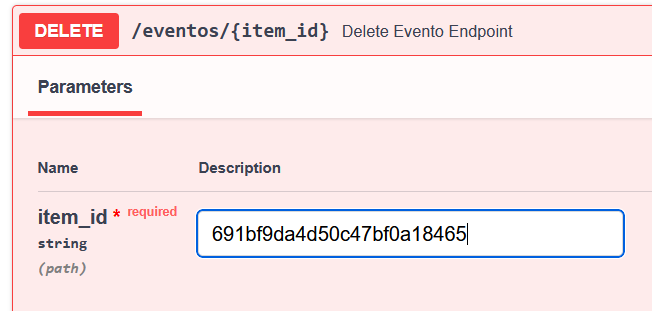 DELETE /eventos/{item_id} Delete Evento Endpoint
Parameters
Name Description
item_id * required
string
(path)
691bf9da4d50c47bf0a18465